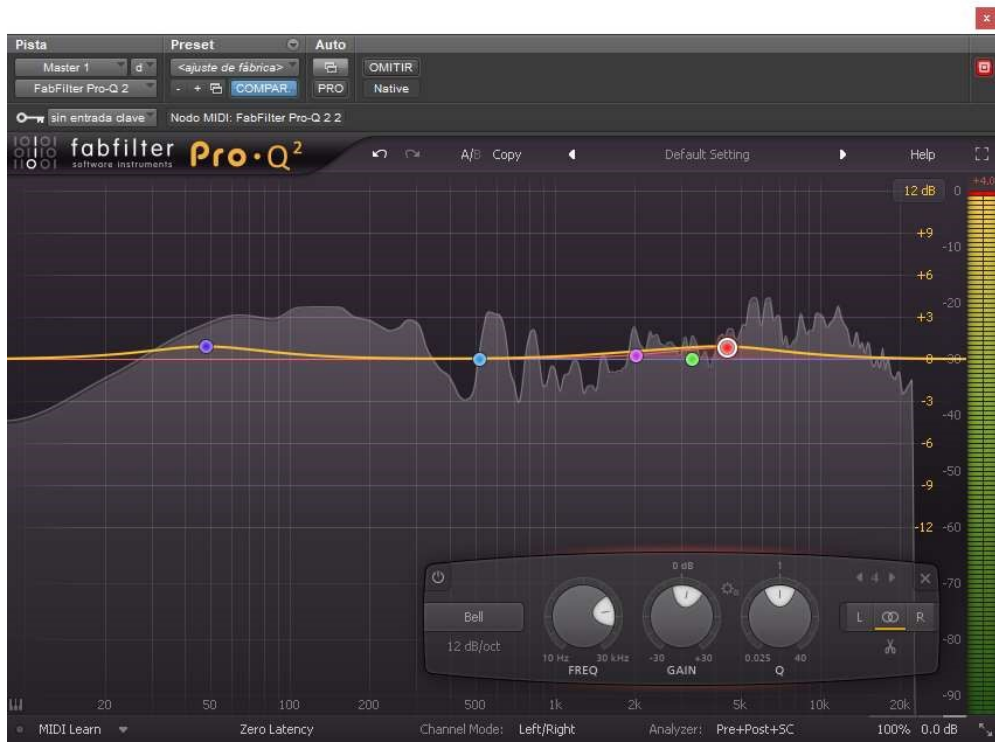 x
Pista Preset Auto
Master 1 d <ajuste de fábrica> OMITIR
FabFilter Pro-Q 2 - + COMPAR. PRO Native
sin entrada clave Nodo MIDI: FabFilter Pro-Q 2 2
fabfilter Pro·Q²
software instruments
A/B Copy Default Setting Help
+4.0
12 dB 0
+9
-10
+6
-20
+3
0 -30
-3
-40
-6
-50
-9
-12 -60
0 dB 1
4
-70
Bell L R
12 dB/oct
-80
10 Hz 30 kHz -30 +30 0.025 40
FREQ GAIN Q
-90
20 50 100 200 500 1k 2k 5k 10k 20k
MIDI Learn Zero Latency Channel Mode: Left/Right Analyzer: Pre+Post+SC 100% 0.0 dB